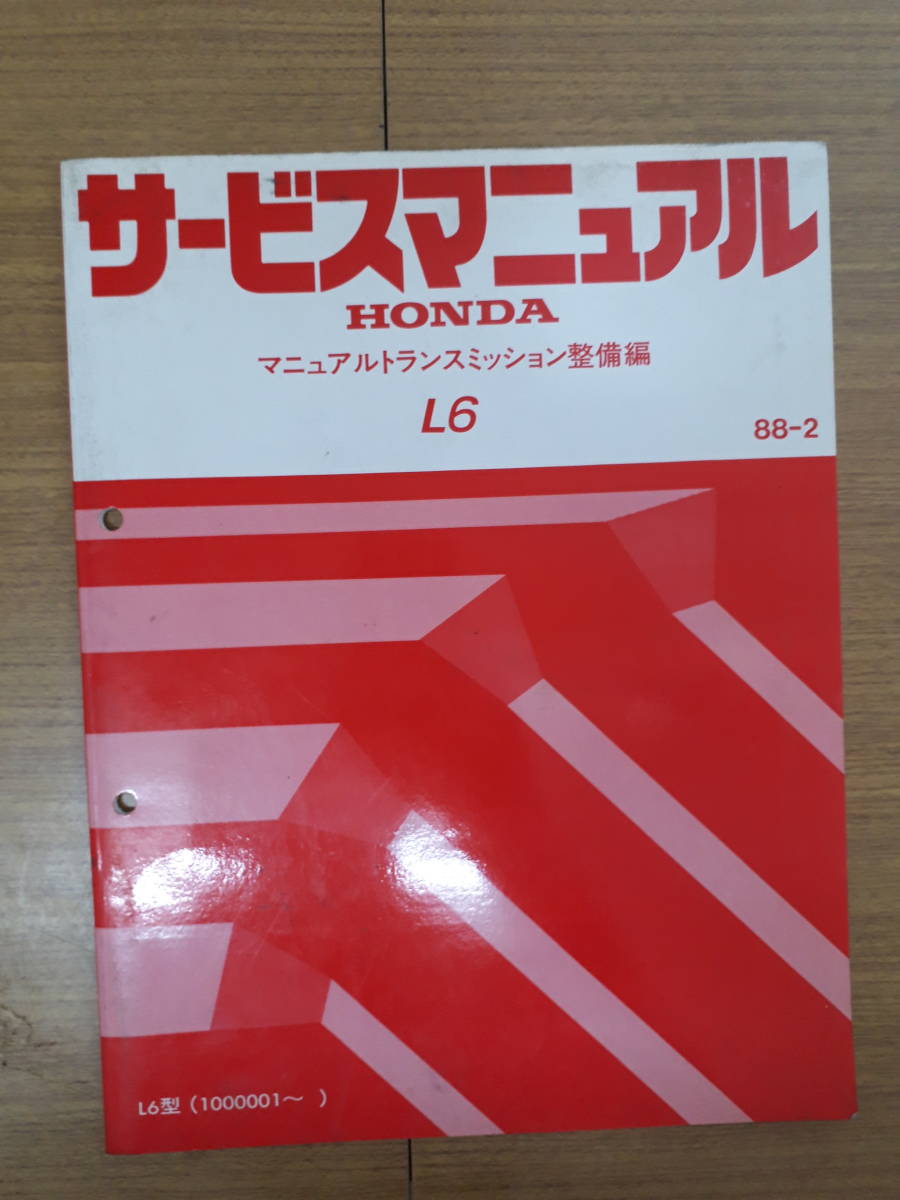 サービスマニュアル
HONDA
マニュアルトランスミッション整備編
L6
88-2
L6型（1000001～　）